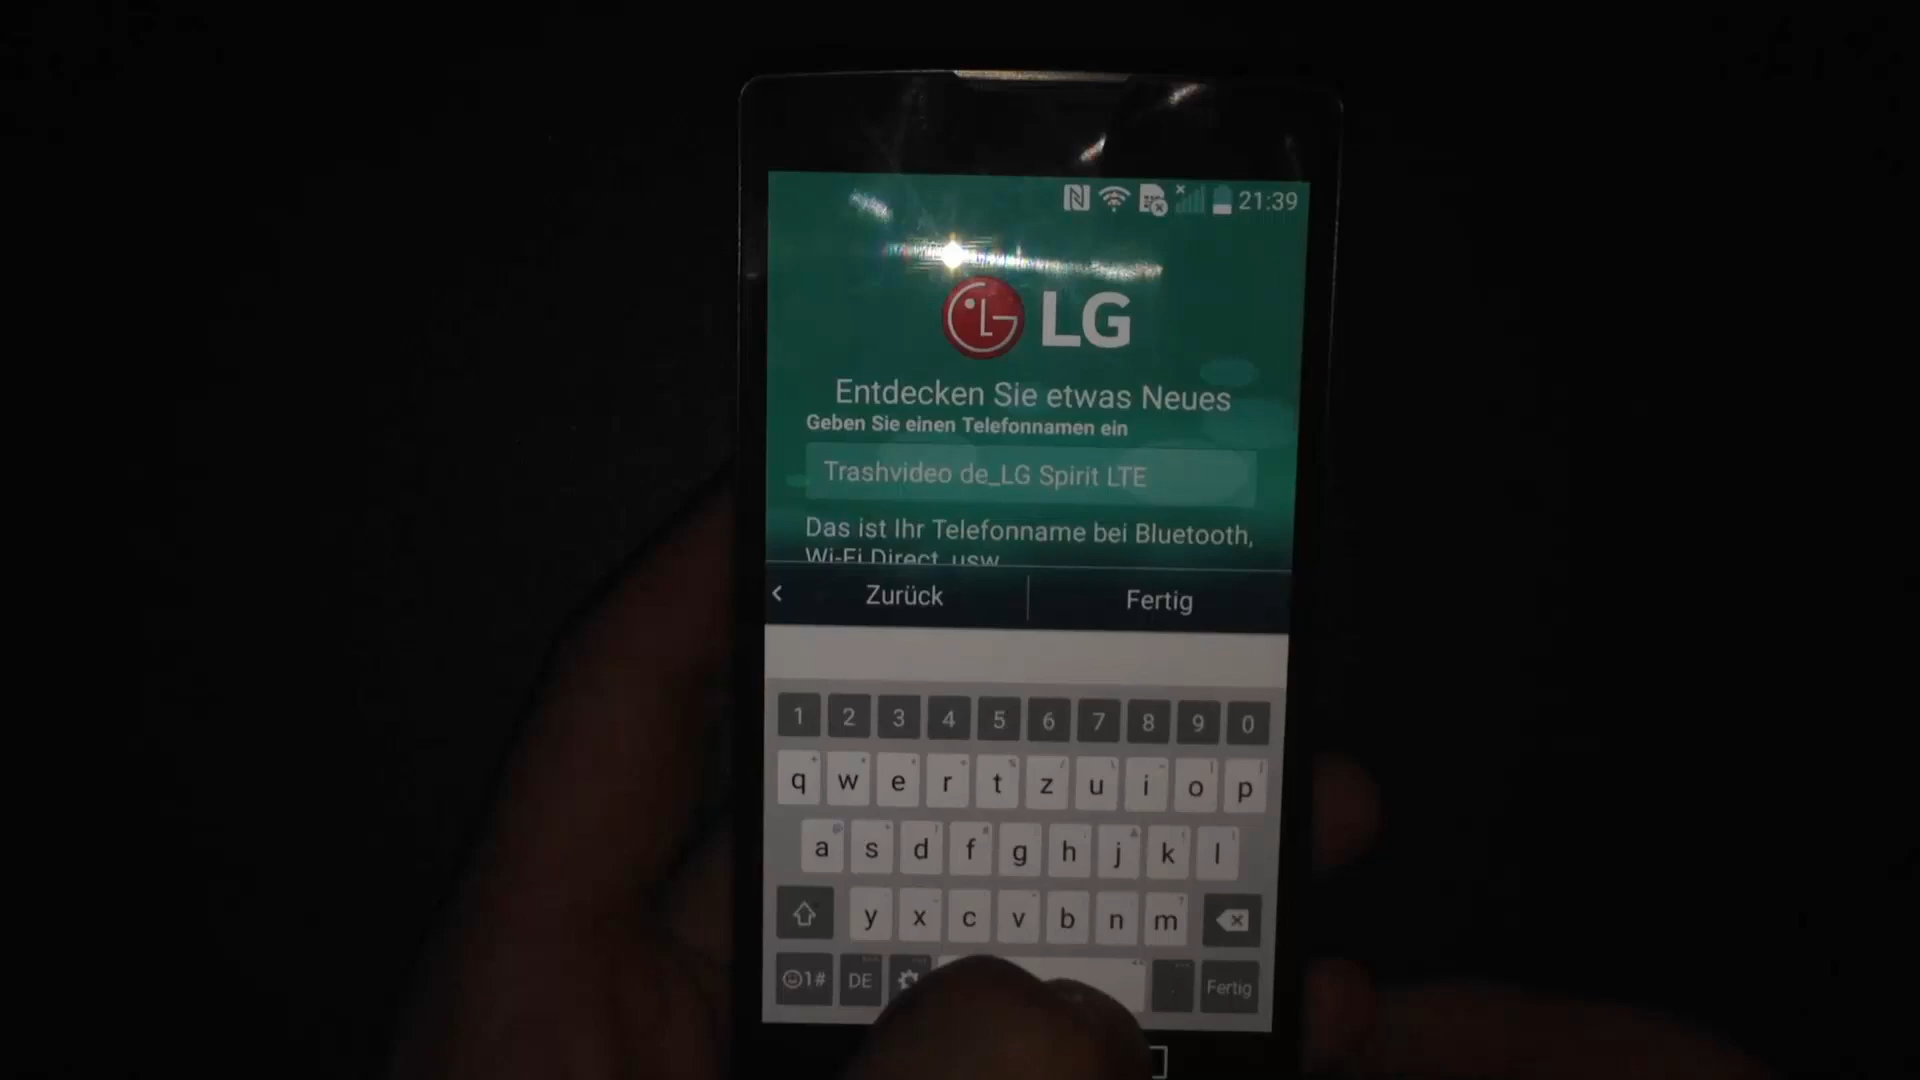 21:39
LG
Entdecken Sie etwas Neues
Geben Sie einen Telefonnamen ein
Trashvideo de_LG Spirit LTE
Das ist Ihr Telefonname bei Bluetooth,
Wi-Fi Direct, usw.
Zurück Fertig
1 2 3 4 5 6 7 8 9 0
q w e r t z u i o p
a s d f g h j k l
y x c v b n m
1# DE Fertig